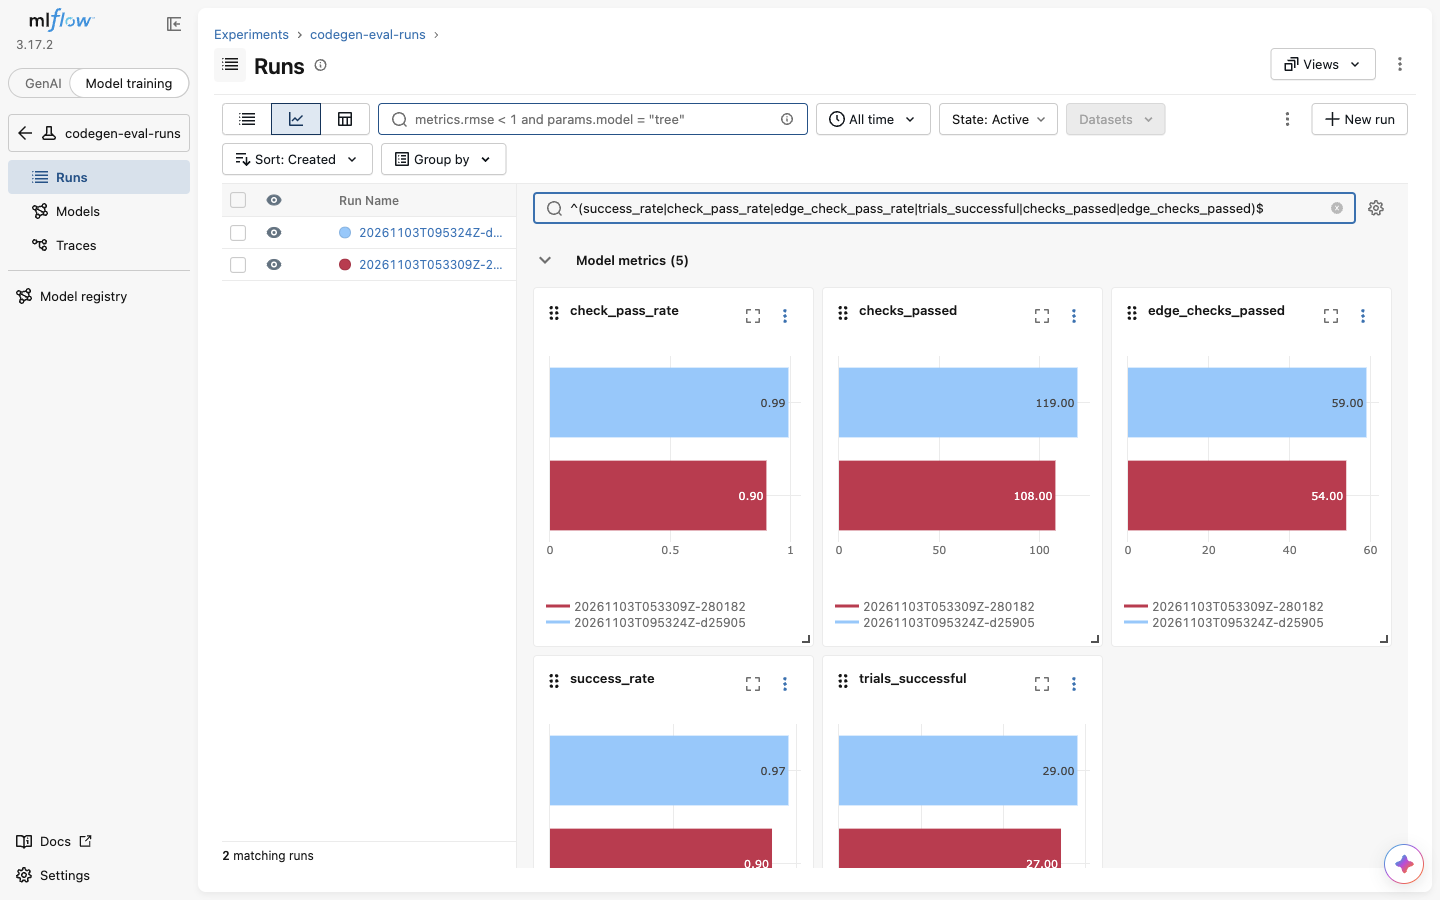 mlflow
3.17.2
GenAI
Model training
codegen-eval-runs
Runs
Models
Traces
Model registry
Docs
Settings
Experiments > codegen-eval-runs >
Runs
Views
metrics.rmse < 1 and params.model = "tree"
All time
State: Active
Datasets
New run
Sort: Created
Group by
Run Name
20261103T095324Z-d...
20261103T053309Z-2...
2 matching runs
^(success_rate|check_pass_rate|edge_check_pass_rate|trials_successful|checks_passed|edge_checks_passed)$
Model metrics (5)
check_pass_rate
0.99
0.90
0 0.5 1
20261103T053309Z-280182
20261103T095324Z-d25905
checks_passed
119.00
108.00
0 50 100
20261103T053309Z-280182
20261103T095324Z-d25905
edge_checks_passed
59.00
54.00
0 20 40 60
20261103T053309Z-280182
20261103T095324Z-d25905
success_rate
0.97
0.90
trials_successful
29.00
27.00